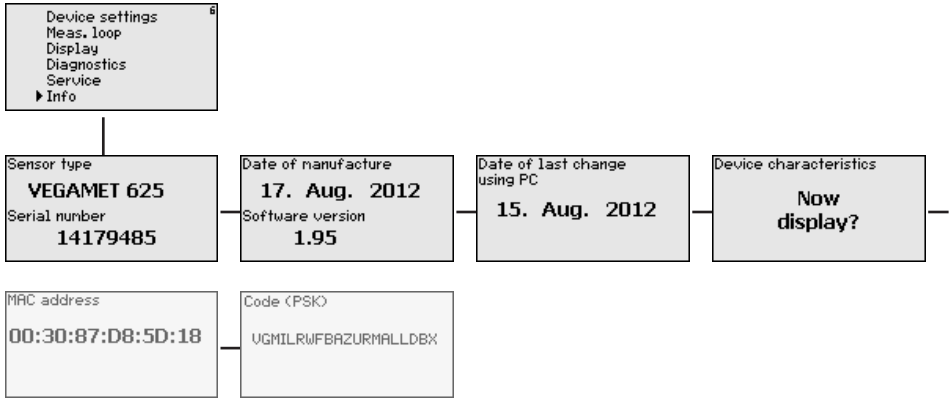 Device settings
6
Meas. loop
Display
Diagnostics
Service
Info
Sensor type
VEGAMET 625
Serial number
14179485
Date of manufacture
17. Aug. 2012
Software version
1.95
Date of last change
using PC
15. Aug. 2012
Device characteristics
Now
display?
MAC address
00:30:87:D8:5D:18
Code (PSK)
VGMILRWFBAZURMALLDBX